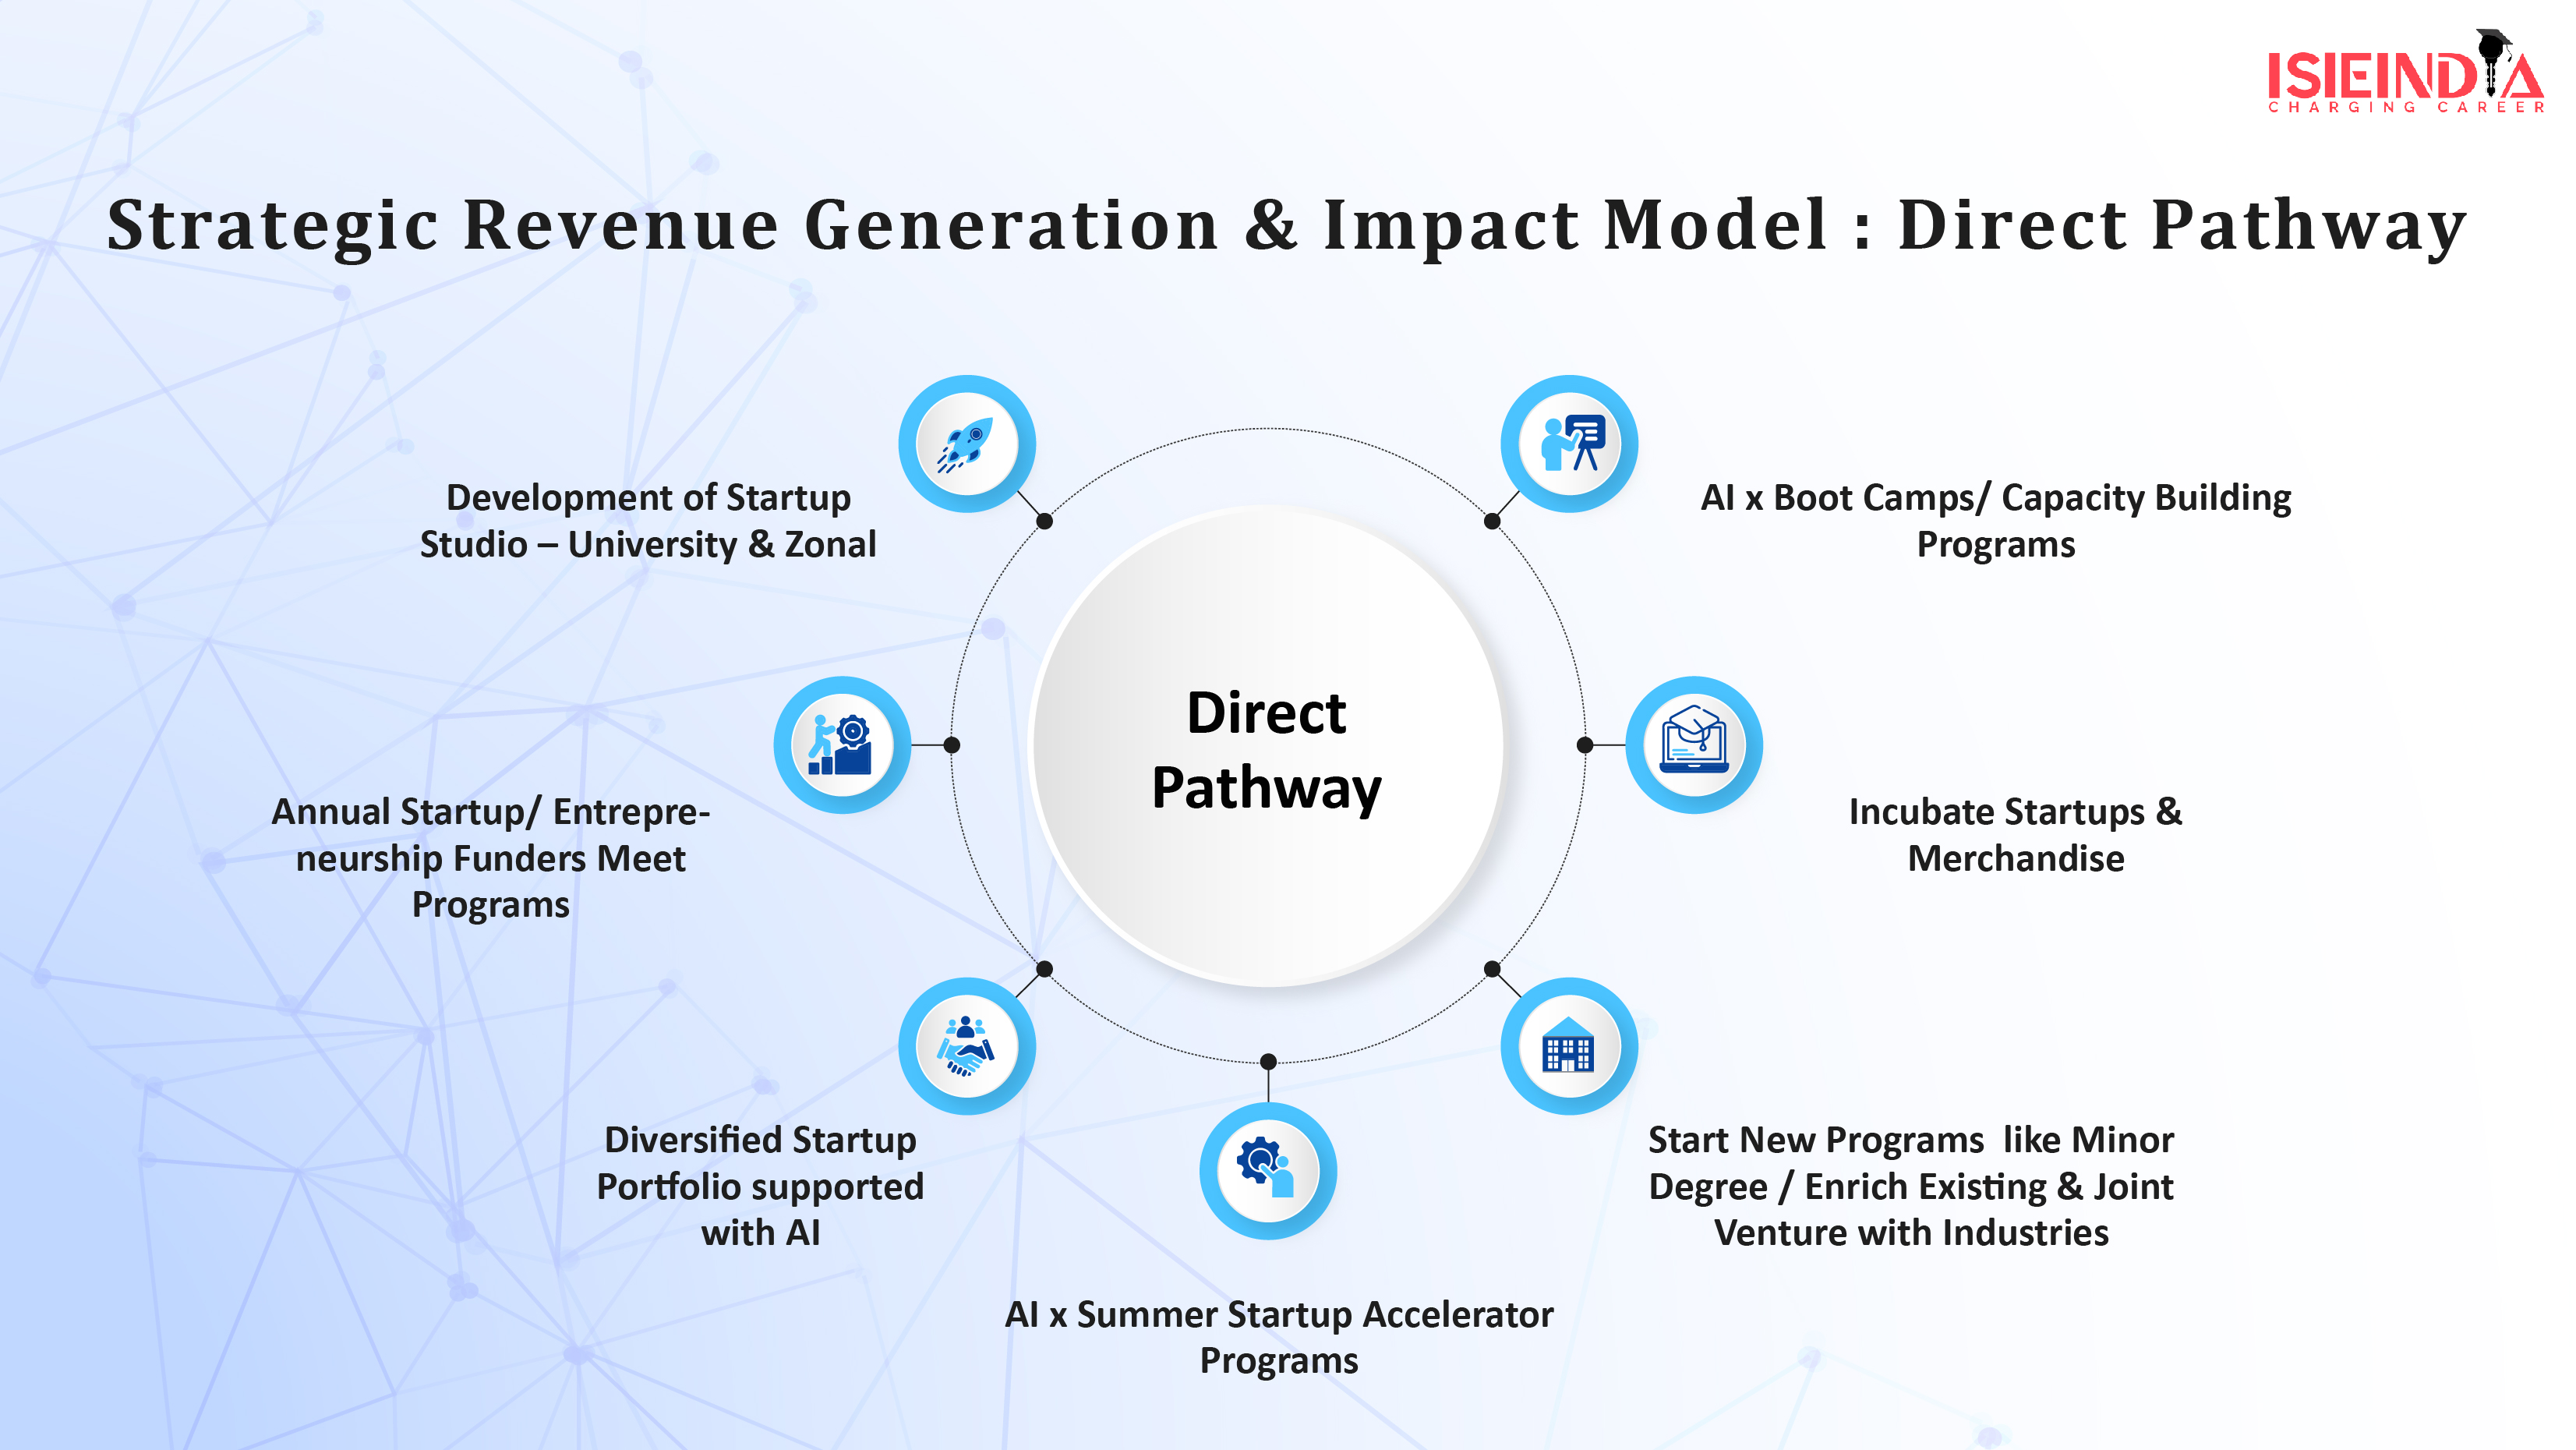 ISIEINDIA
CHARGING CAREER
Strategic Revenue Generation & Impact Model : Direct Pathway
Development of Startup
Studio – University & Zonal
AI x Boot Camps/ Capacity Building
Programs
Direct
Pathway
Annual Startup/ Entrepre-
neurship Funders Meet
Programs
Incubate Startups &
Merchandise
Diversified Startup
Portfolio supported
with AI
Start New Programs  like Minor
Degree / Enrich Existing & Joint
Venture with Industries
AI x Summer Startup Accelerator
Programs